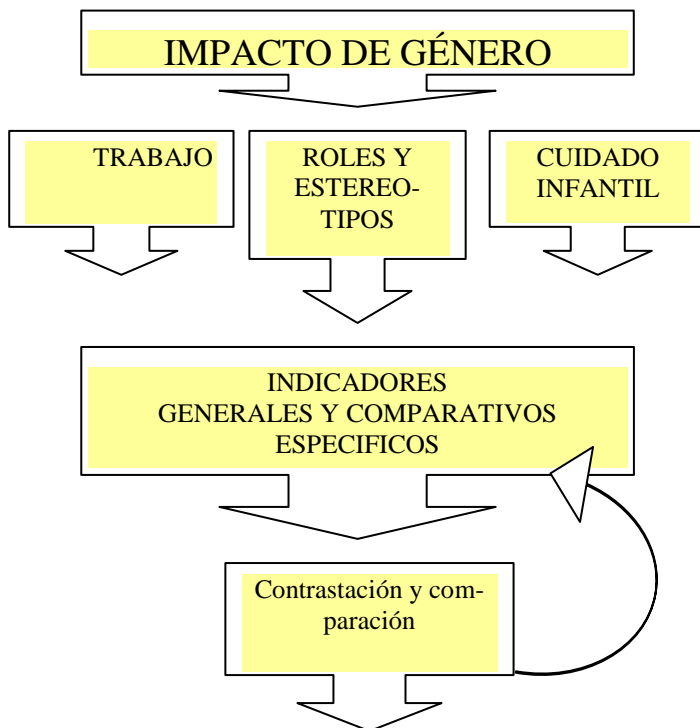 IMPACTO DE GÉNERO
TRABAJO
ROLES Y
ESTEREO-
TIPOS
CUIDADO
INFANTIL
INDICADORES
GENERALES Y COMPARATIVOS
ESPECIFICOS
Contrastación y com-
paración